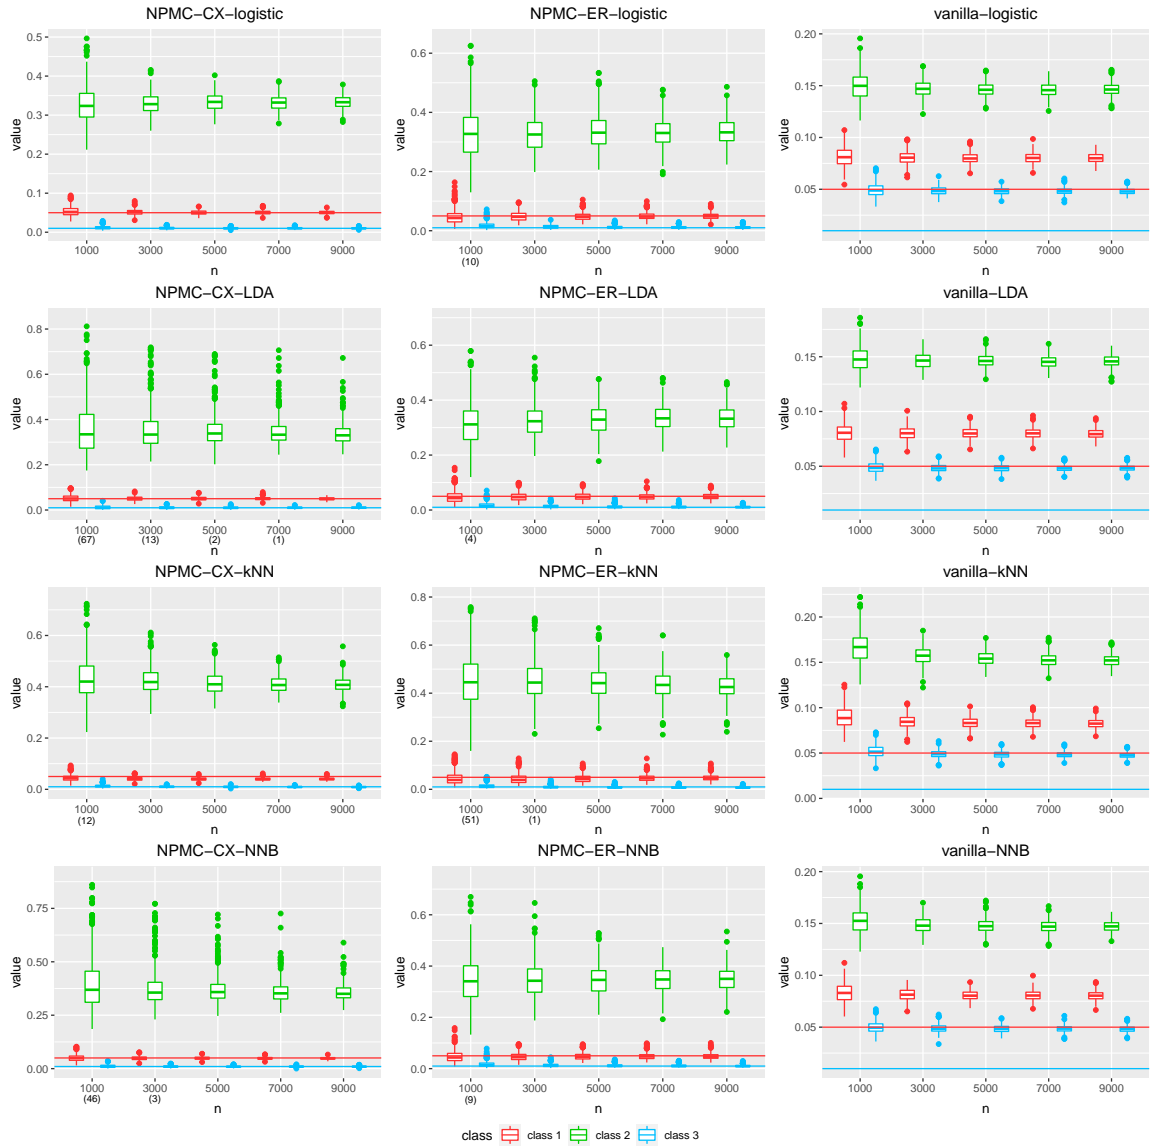 NPMC−CX−logistic
NPMC−ER−logistic
vanilla−logistic
value
0.5
0.4
0.3
0.2
0.1
0.0
1000 3000 5000 7000 9000
n
value
0.6
0.4
0.2
0.0
1000 3000 5000 7000 9000
(10)
n
value
0.20
0.15
0.10
0.05
1000 3000 5000 7000 9000
n
NPMC−CX−LDA
NPMC−ER−LDA
vanilla−LDA
value
0.8
0.6
0.4
0.2
0.0
1000 3000 5000 7000 9000
(67) (13) (2) (1)
n
value
0.6
0.4
0.2
0.0
1000 3000 5000 7000 9000
(4)
n
value
0.15
0.10
0.05
1000 3000 5000 7000 9000
n
NPMC−CX−kNN
NPMC−ER−kNN
vanilla−kNN
value
0.6
0.4
0.2
0.0
1000 3000 5000 7000 9000
(12)
n
value
0.8
0.6
0.4
0.2
0.0
1000 3000 5000 7000 9000
(51) (1)
n
value
0.20
0.15
0.10
0.05
0.00
1000 3000 5000 7000 9000
n
NPMC−CX−NNB
NPMC−ER−NNB
vanilla−NNB
value
0.75
0.50
0.25
0.00
1000 3000 5000 7000 9000
(46) (3)
n
value
0.6
0.4
0.2
0.0
1000 3000 5000 7000 9000
(9)
n
value
0.20
0.15
0.10
0.05
1000 3000 5000 7000 9000
n
class class 1 class 2 class 3